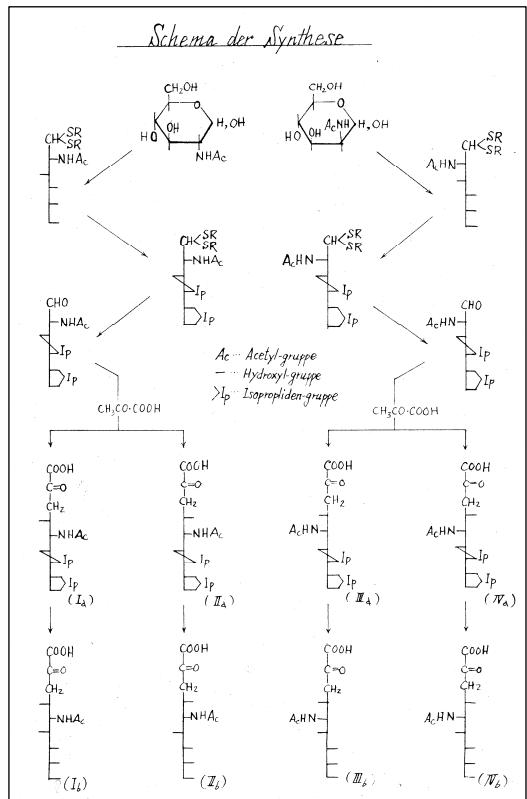 Schema der Synthese
CH₂OH
O
OH
HO
H, OH
NHAc
CH₂OH
O
AcNH
OH
HO
H, OH
CH<SR
SR
NHAc
CH<SR
SR
AcHN
CH<SR
SR
NHAc
Ip
Ip
CH<SR
SR
AcHN
Ip
Ip
CHO
NHAc
Ip
Ip
CHO
AcHN
Ip
Ip
Ac ··· Acetyl-gruppe
— ··· Hydroxyl-gruppe
>Ip ··· Isopropliden-gruppe
CH₃CO·COOH
CH₃CO·COOH
COOH
C=O
CH₂
NHAc
Ip
Ip
(Ia)
COOH
C=O
CH₂
NHAc
Ip
Ip
(IIa)
COOH
C=O
CH₂
AcHN
Ip
Ip
(IIIa)
COOH
C=O
CH₂
AcHN
Ip
Ip
(IVa)
COOH
C=O
CH₂
NHAc
(Ib)
COOH
C=O
CH₂
NHAc
(IIb)
COOH
C=O
CH₂
AcHN
(IIIb)
COOH
C=O
CH₂
AcHN
(IVb)